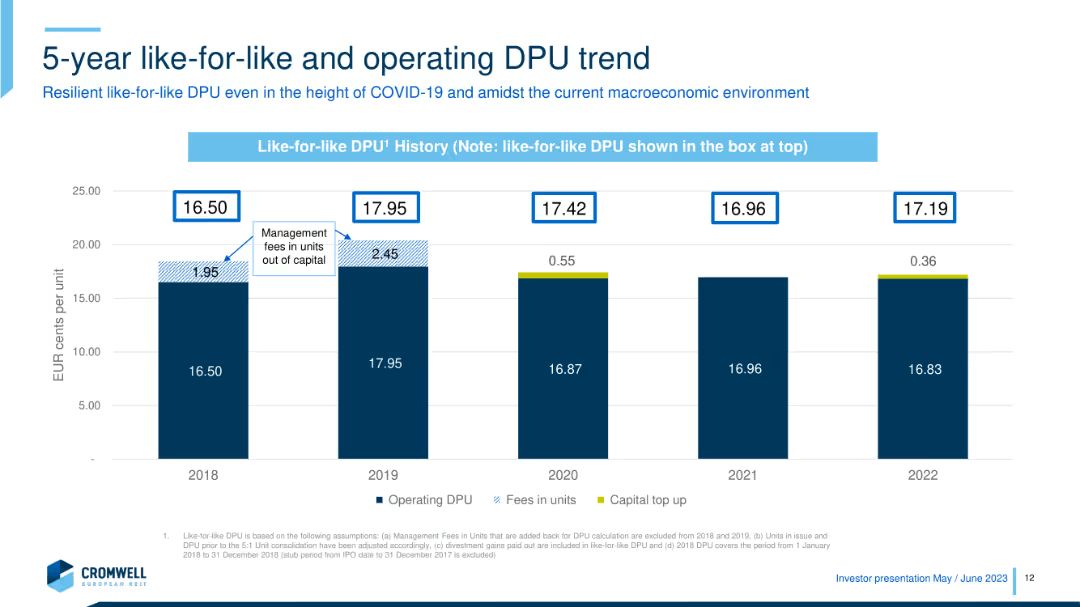 5-year like-for-like and operating DPU trend
Resilient like-for-like DPU even in the height of COVID-19 and amidst the current macroeconomic environment
Like-for-like DPU¹ History (Note: like-for-like DPU shown in the box at top)
EUR cents per unit
25.00
20.00
15.00
10.00
5.00
-
16.50
17.95
17.42
16.96
17.19
Management
fees in units
out of capital
1.95
2.45
0.55
0.36
16.50
17.95
16.87
16.96
16.83
2018
2019
2020
2021
2022
Operating DPU
Fees in units
Capital top up
1. Like-for-like DPU is based on the following assumptions: (a) Management Fees in Units that are added back for DPU calculation are excluded from 2018 and 2019, (b) Units in issue and
DPU prior to the 5:1 Unit consolidation have been adjusted accordingly, (c) divestment gains paid out are included in like-for-like DPU and (d) 2018 DPU covers the period from 1 January
2018 to 31 December 2018 (stub period from IPO date to 31 December 2017 is excluded)
CROMWELL
EUROPEAN REIT
Investor presentation May / June 2023
12